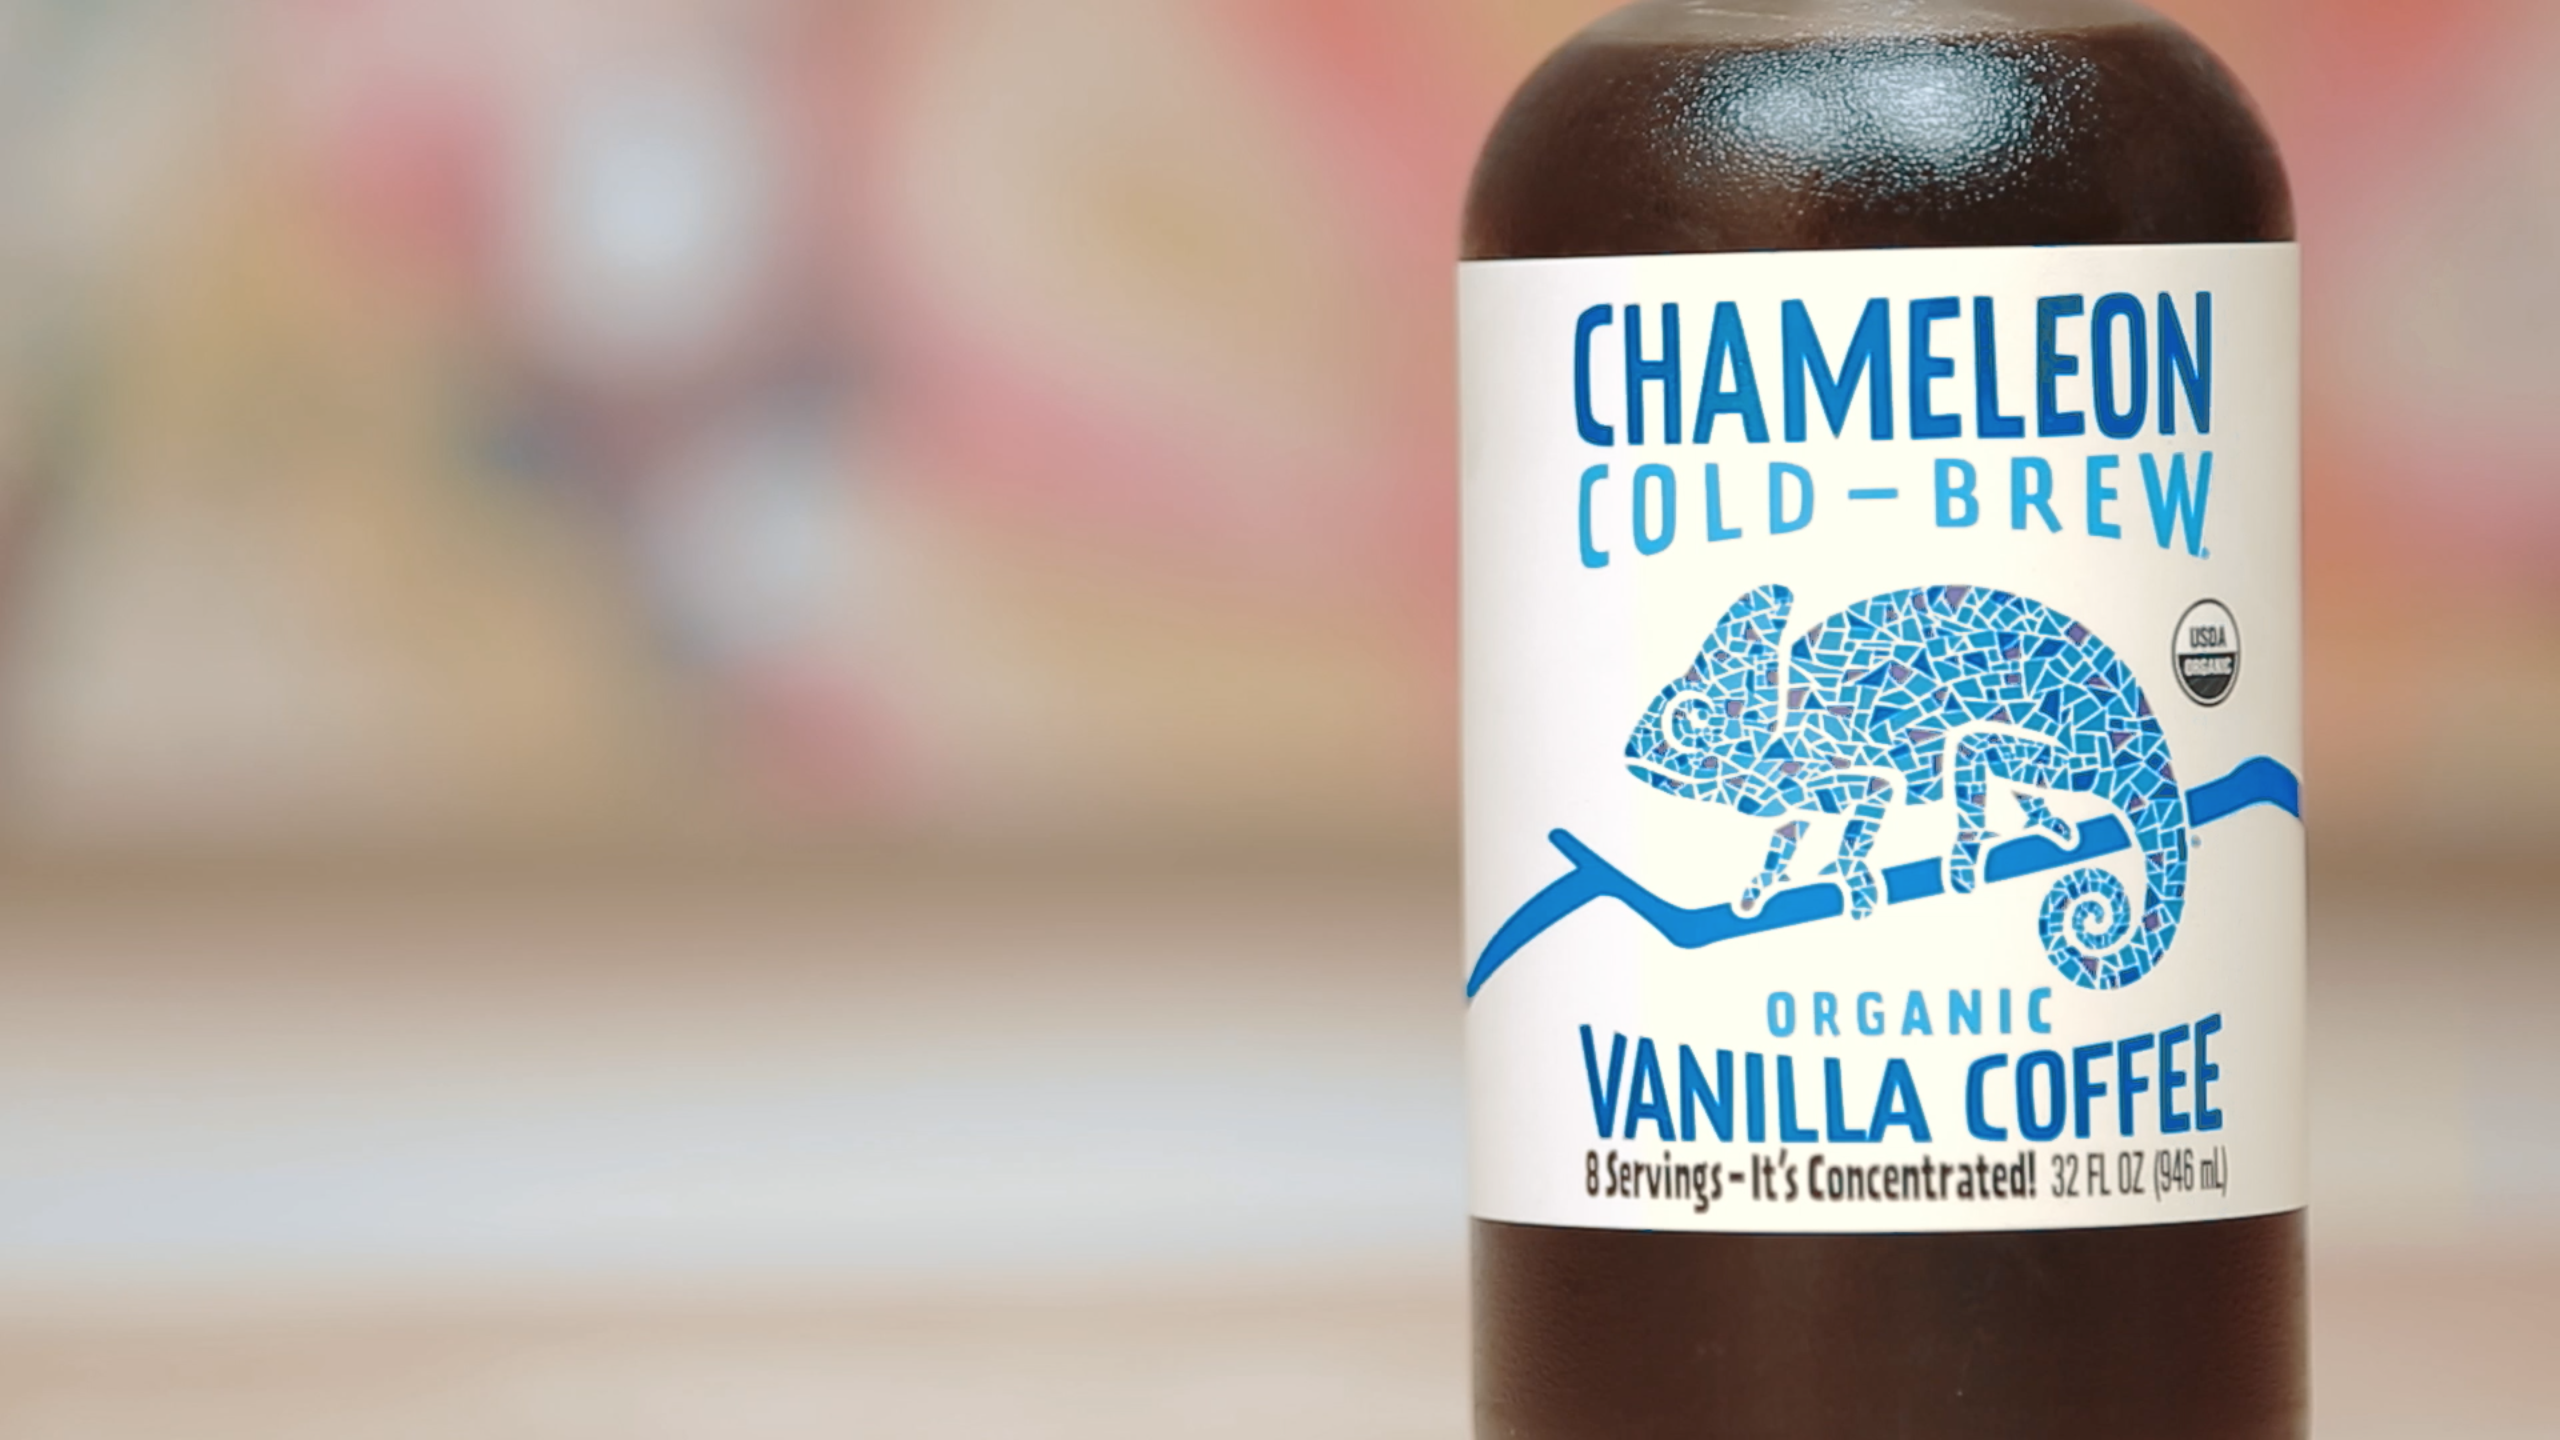 CHAMELEON
COLD-BREW®
USDA
ORGANIC
ORGANIC
VANILLA COFFEE
8 Servings-It's Concentrated! 32 FL OZ (946 mL)